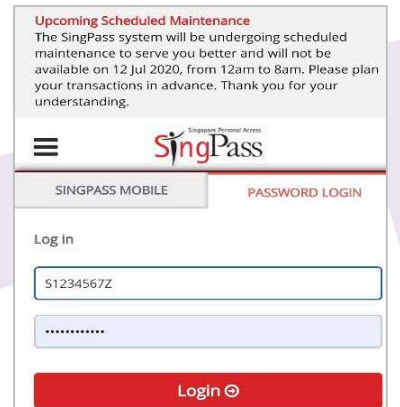 Upcoming Scheduled Maintenance
The SingPass system will be undergoing scheduled
maintenance to serve you better and will not be
available on 12 Jul 2020, from 12am to 8am. Please plan
your transactions in advance. Thank you for your
understanding.
Singapore Personal Access
SingPass
SINGPASS MOBILE
PASSWORD LOGIN
Log in
S1234567Z
••••••••••••
Login